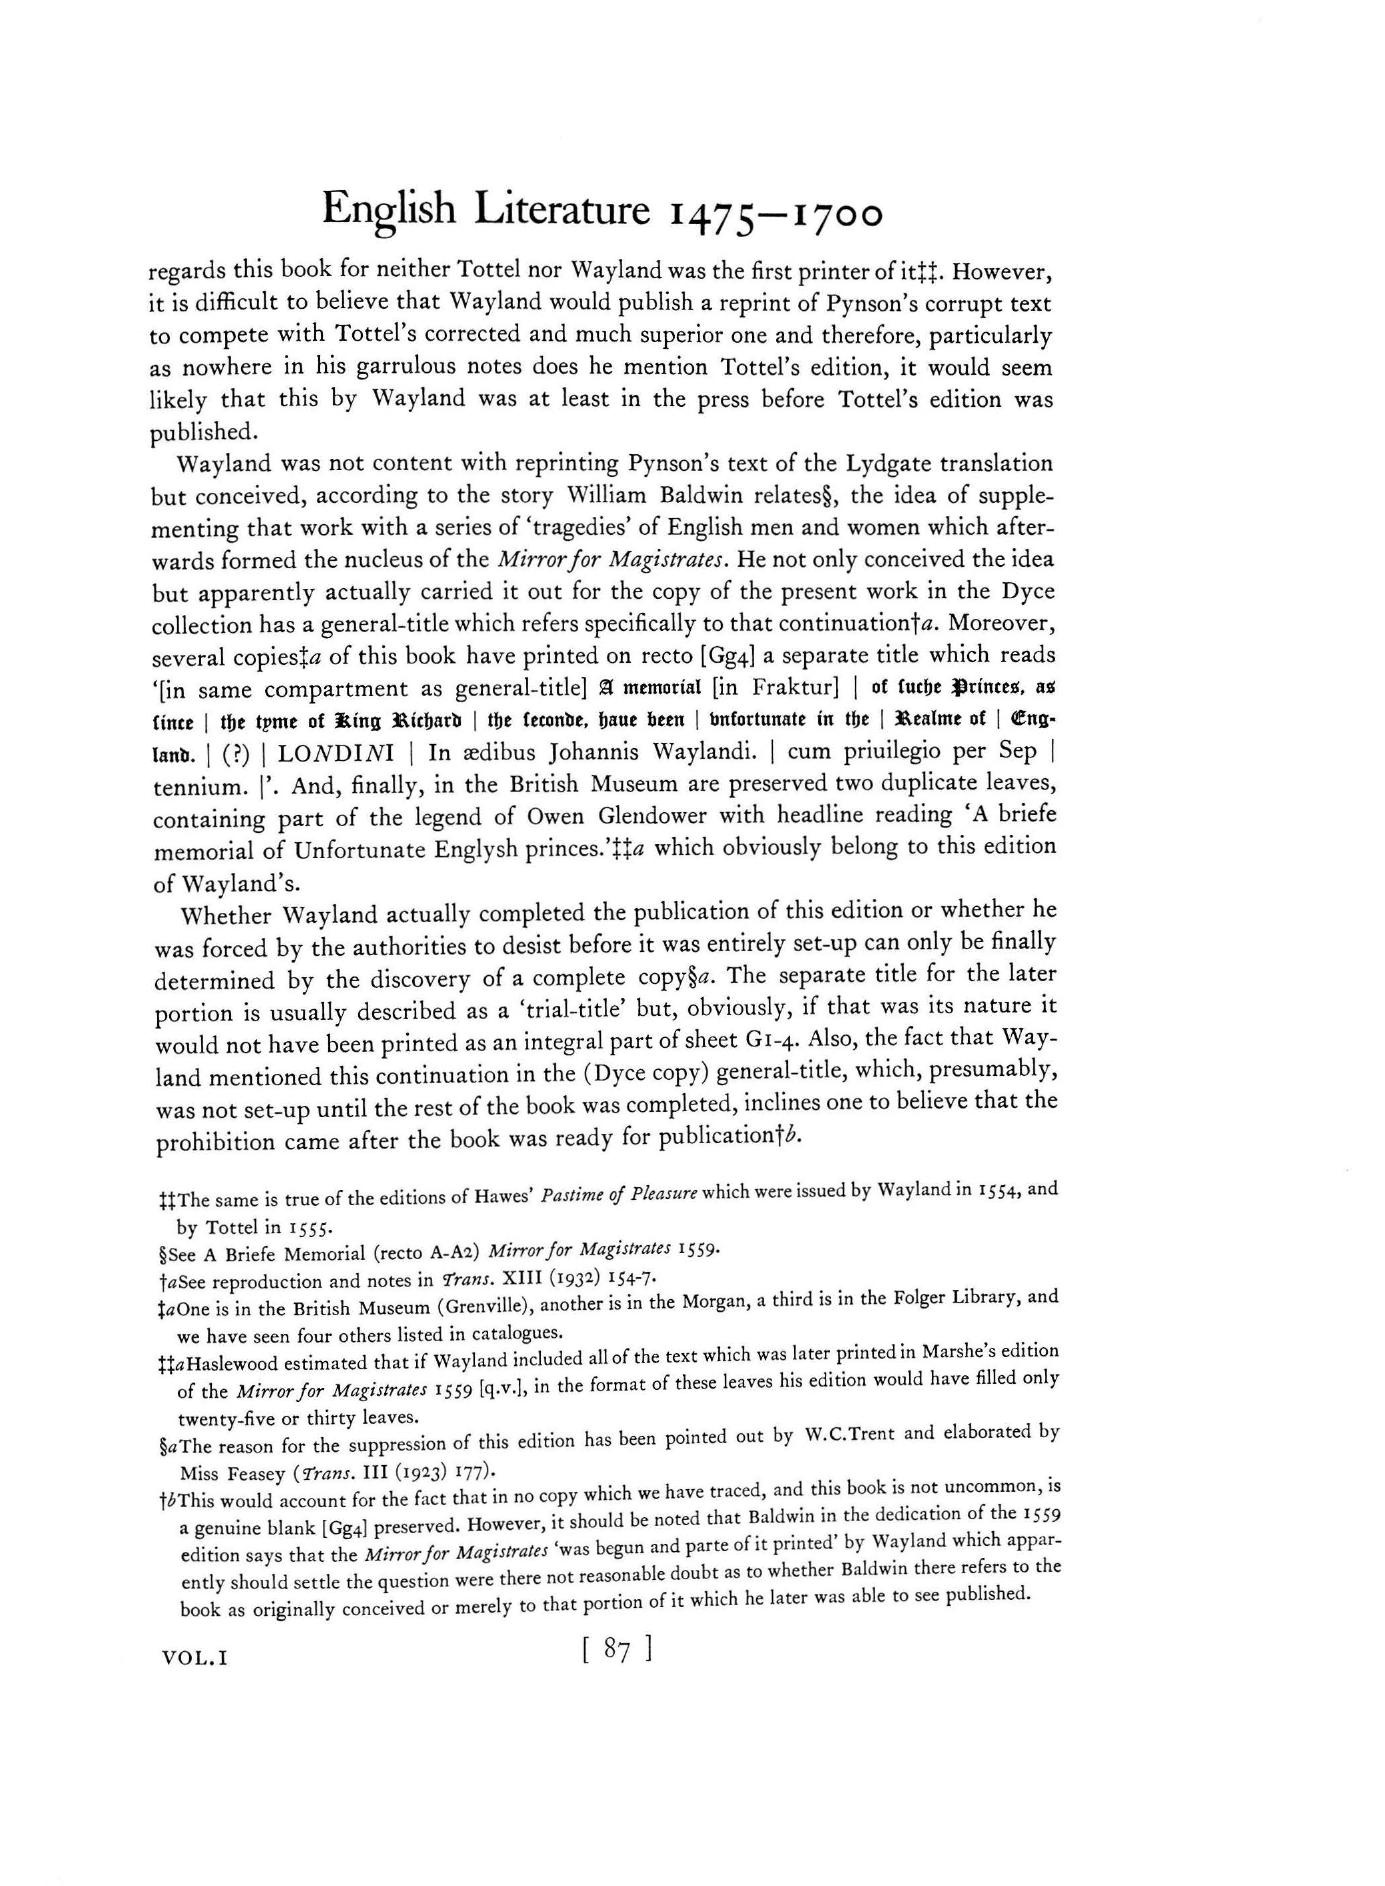 English Literature 1475–1700
regards this book for neither Tottel nor Wayland was the first printer of it‡‡. However,
it is difficult to believe that Wayland would publish a reprint of Pynson's corrupt text
to compete with Tottel's corrected and much superior one and therefore, particularly
as nowhere in his garrulous notes does he mention Tottel's edition, it would seem
likely that this by Wayland was at least in the press before Tottel's edition was
published.
Wayland was not content with reprinting Pynson's text of the Lydgate translation
but conceived, according to the story William Baldwin relates§, the idea of supple-
menting that work with a series of 'tragedies' of English men and women which after-
wards formed the nucleus of the Mirror for Magistrates. He not only conceived the idea
but apparently actually carried it out for the copy of the present work in the Dyce
collection has a general-title which refers specifically to that continuation†a. Moreover,
several copies‡a of this book have printed on recto [Gg4] a separate title which reads
'[in same compartment as general-title] A memorial [in Fraktur] | of ſuche Princes, as
ſince | the tyme of King Richard | the ſeconde, haue been | vnfortunate in the | Realme of | Eng-
land. | (?) | LONDINI | In ædibus Johannis Waylandi. | cum priuilegio per Sep |
tennium. |'. And, finally, in the British Museum are preserved two duplicate leaves,
containing part of the legend of Owen Glendower with headline reading 'A briefe
memorial of Unfortunate Englysh princes.'‡‡a which obviously belong to this edition
of Wayland's.
Whether Wayland actually completed the publication of this edition or whether he
was forced by the authorities to desist before it was entirely set-up can only be finally
determined by the discovery of a complete copy§a. The separate title for the later
portion is usually described as a 'trial-title' but, obviously, if that was its nature it
would not have been printed as an integral part of sheet G1-4. Also, the fact that Way-
land mentioned this continuation in the (Dyce copy) general-title, which, presumably,
was not set-up until the rest of the book was completed, inclines one to believe that the
prohibition came after the book was ready for publication†b.
‡‡The same is true of the editions of Hawes' Pastime of Pleasure which were issued by Wayland in 1554, and
by Tottel in 1555.
§See A Briefe Memorial (recto A-A2) Mirror for Magistrates 1559.
†aSee reproduction and notes in Trans. XIII (1932) 154-7.
‡aOne is in the British Museum (Grenville), another is in the Morgan, a third is in the Folger Library, and
we have seen four others listed in catalogues.
‡‡aHaslewood estimated that if Wayland included all of the text which was later printed in Marshe's edition
of the Mirror for Magistrates 1559 [q.v.], in the format of these leaves his edition would have filled only
twenty-five or thirty leaves.
§aThe reason for the suppression of this edition has been pointed out by W.C.Trent and elaborated by
Miss Feasey (Trans. III (1923) 177).
†bThis would account for the fact that in no copy which we have traced, and this book is not uncommon, is
a genuine blank [Gg4] preserved. However, it should be noted that Baldwin in the dedication of the 1559
edition says that the Mirror for Magistrates 'was begun and parte of it printed' by Wayland which appar-
ently should settle the question were there not reasonable doubt as to whether Baldwin there refers to the
book as originally conceived or merely to that portion of it which he later was able to see published.
VOL.I
[ 87 ]